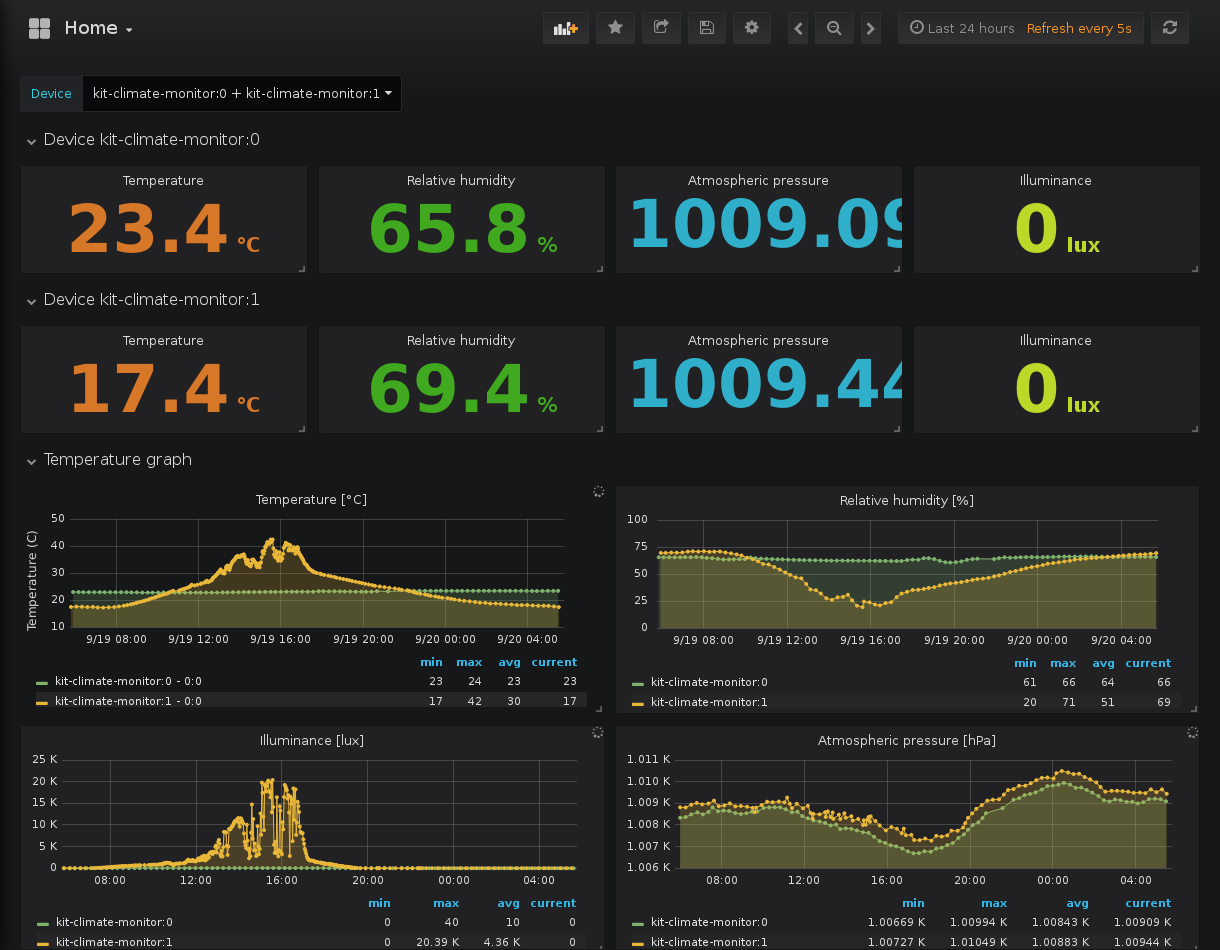 Home
Last 24 hours Refresh every 5s
Device kit-climate-monitor:0 + kit-climate-monitor:1
Device kit-climate-monitor:0
Temperature Relative humidity Atmospheric pressure Illuminance
23.4 °C 65.8 % 1009.09 0 lux
Device kit-climate-monitor:1
Temperature Relative humidity Atmospheric pressure Illuminance
17.4 °C 69.4 % 1009.44 0 lux
Temperature graph
Temperature [°C]
Temperature (C)
50
40
30
20
10
9/19 08:00 9/19 12:00 9/19 16:00 9/19 20:00 9/20 00:00 9/20 04:00
min max avg current
kit-climate-monitor:0 - 0:0 23 24 23 23
kit-climate-monitor:1 - 0:0 17 42 30 17
Relative humidity [%]
100
75
50
25
0
9/19 08:00 9/19 12:00 9/19 16:00 9/19 20:00 9/20 00:00 9/20 04:00
min max avg current
kit-climate-monitor:0 61 66 64 66
kit-climate-monitor:1 20 71 51 69
Illuminance [lux]
25 K
20 K
15 K
10 K
5 K
0
08:00 12:00 16:00 20:00 00:00 04:00
min max avg current
kit-climate-monitor:0 0 40 10 0
kit-climate-monitor:1 0 20.39 K 4.36 K 0
Atmospheric pressure [hPa]
1.011 K
1.010 K
1.009 K
1.008 K
1.007 K
1.006 K
08:00 12:00 16:00 20:00 00:00 04:00
min max avg current
kit-climate-monitor:0 1.00669 K 1.00994 K 1.00843 K 1.00909 K
kit-climate-monitor:1 1.00727 K 1.01049 K 1.00883 K 1.00944 K